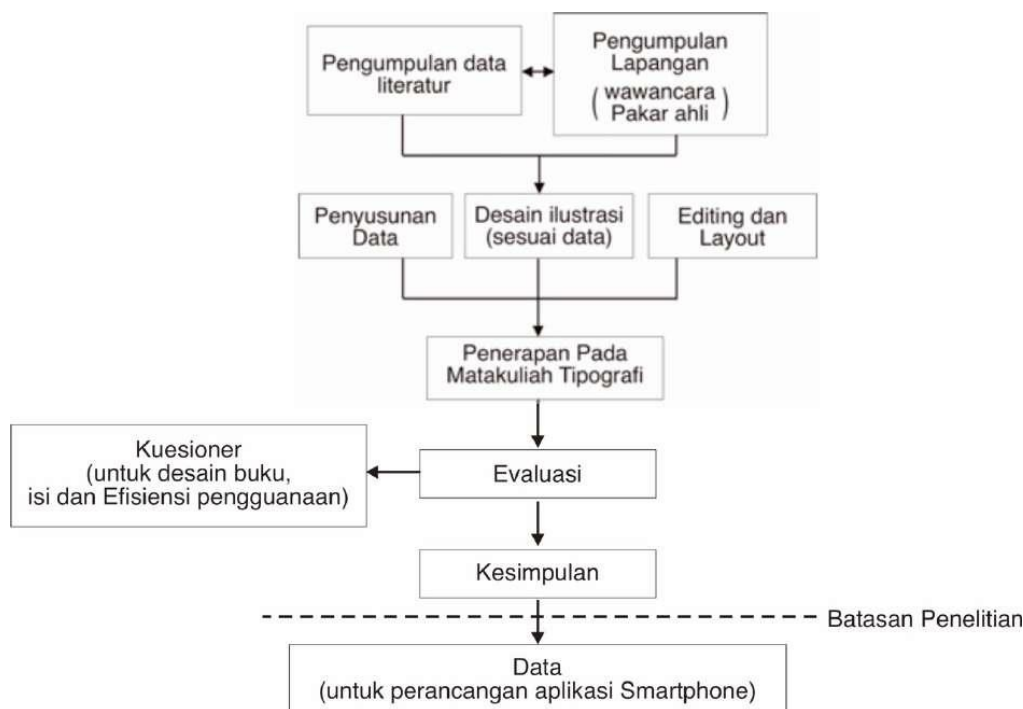 Pengumpulan data
literatur
Pengumpulan
Lapangan
( wawancara )
Pakar ahli
Penyusunan
Data
Desain ilustrasi
(sesuai data)
Editing dan
Layout
Penerapan Pada
Matakuliah Tipografi
Kuesioner
(untuk desain buku,
isi dan Efisiensi pengguanaan)
Evaluasi
Kesimpulan
Batasan Penelitian
Data
(untuk perancangan aplikasi Smartphone)